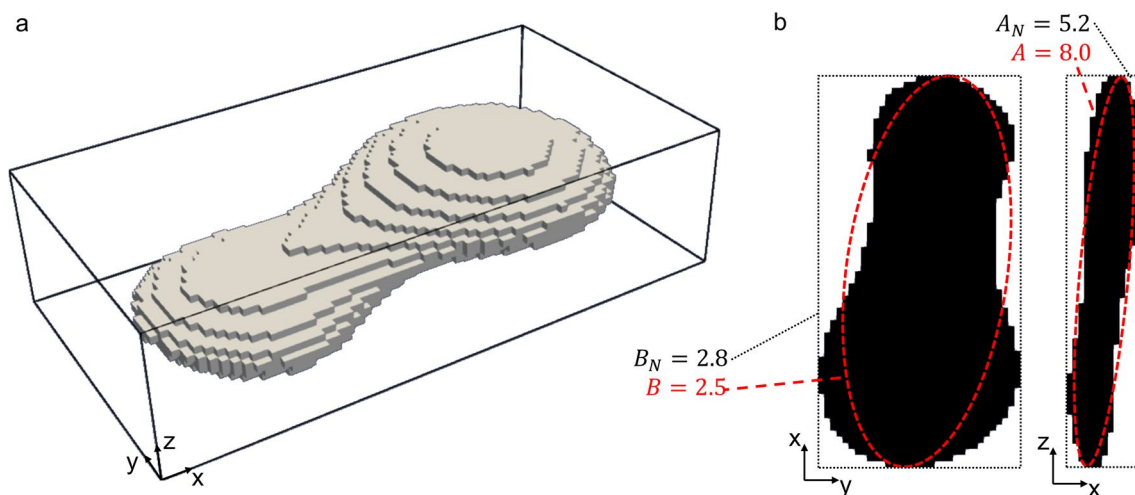 a
z
y
x
b
A_N = 5.2
A = 8.0
B_N = 2.8
B = 2.5
x
y
z
x